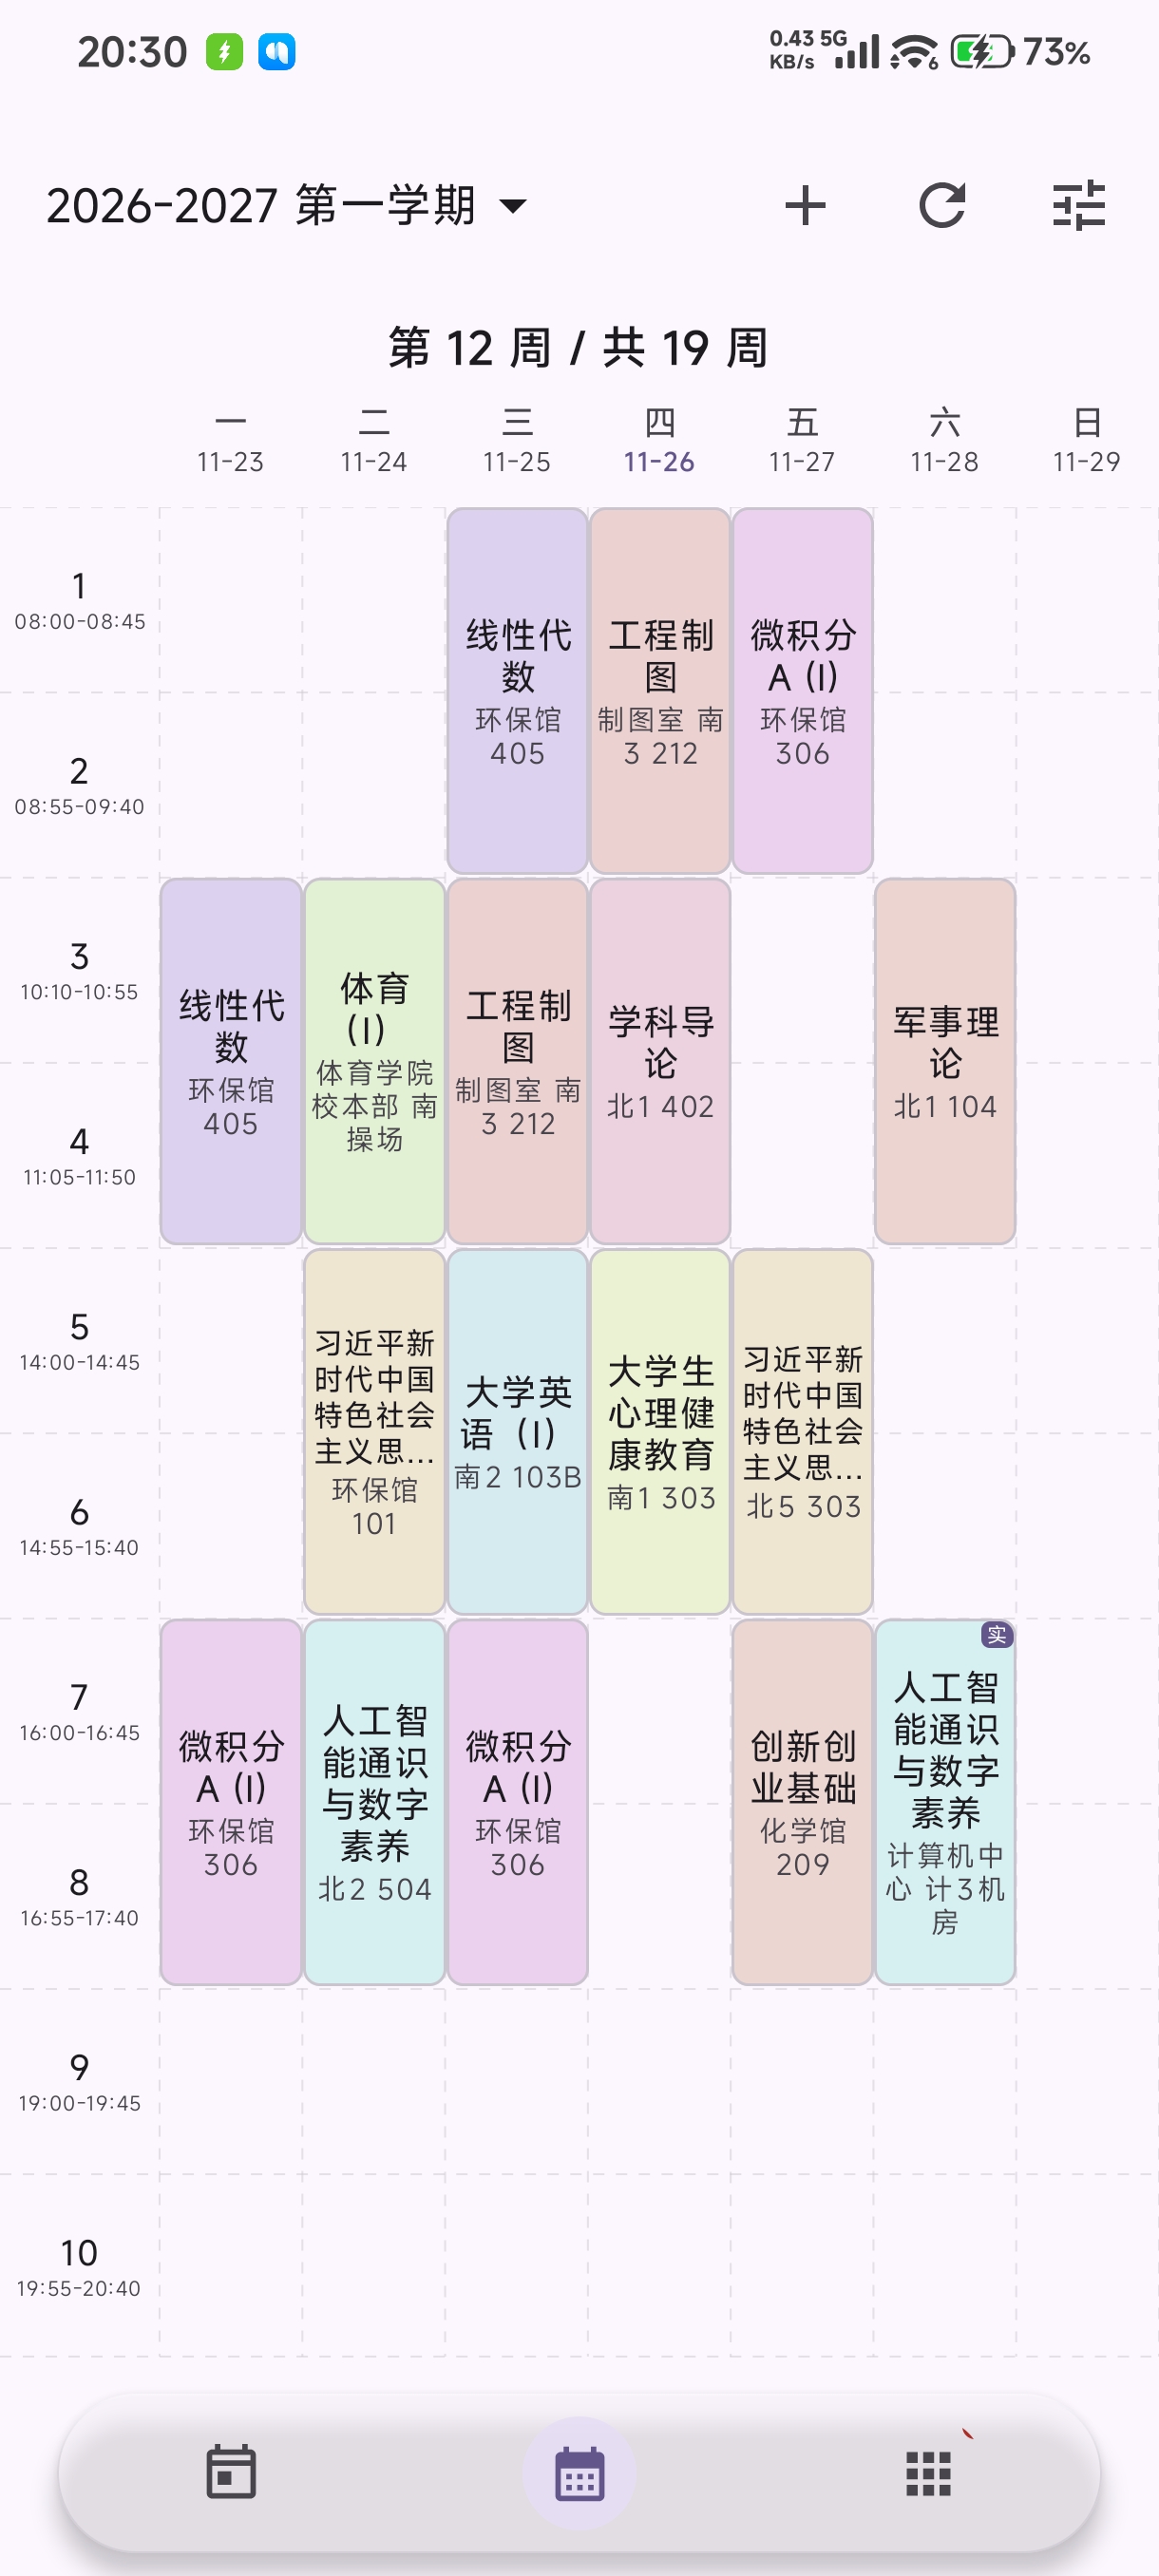 20:30
0.43 5G
KB/s
6
73%
2026-2027 第一学期
第 12 周 / 共 19 周
一 二 三 四 五 六 日
11-23 11-24 11-25 11-26 11-27 11-28 11-29
1
08:00-08:45
2
08:55-09:40
线性代
数
环保馆
405
工程制
图
制图室 南
3 212
微积分
A (I)
环保馆
306
3
10:10-10:55
4
11:05-11:50
线性代
数
环保馆
405
体育
(I)
体育学院
校本部 南
操场
工程制
图
制图室 南
3 212
学科导
论
北1 402
军事理
论
北1 104
5
14:00-14:45
6
14:55-15:40
习近平新
时代中国
特色社会
主义思...
环保馆
101
大学英
语（I）
南2 103B
大学生
心理健
康教育
南1 303
习近平新
时代中国
特色社会
主义思...
北5 303
7
16:00-16:45
8
16:55-17:40
微积分
A (I)
环保馆
306
人工智
能通识
与数字
素养
北2 504
微积分
A (I)
环保馆
306
创新创
业基础
化学馆
209
实
人工智
能通识
与数字
素养
计算机中
心 计3机
房
9
19:00-19:45
10
19:55-20:40